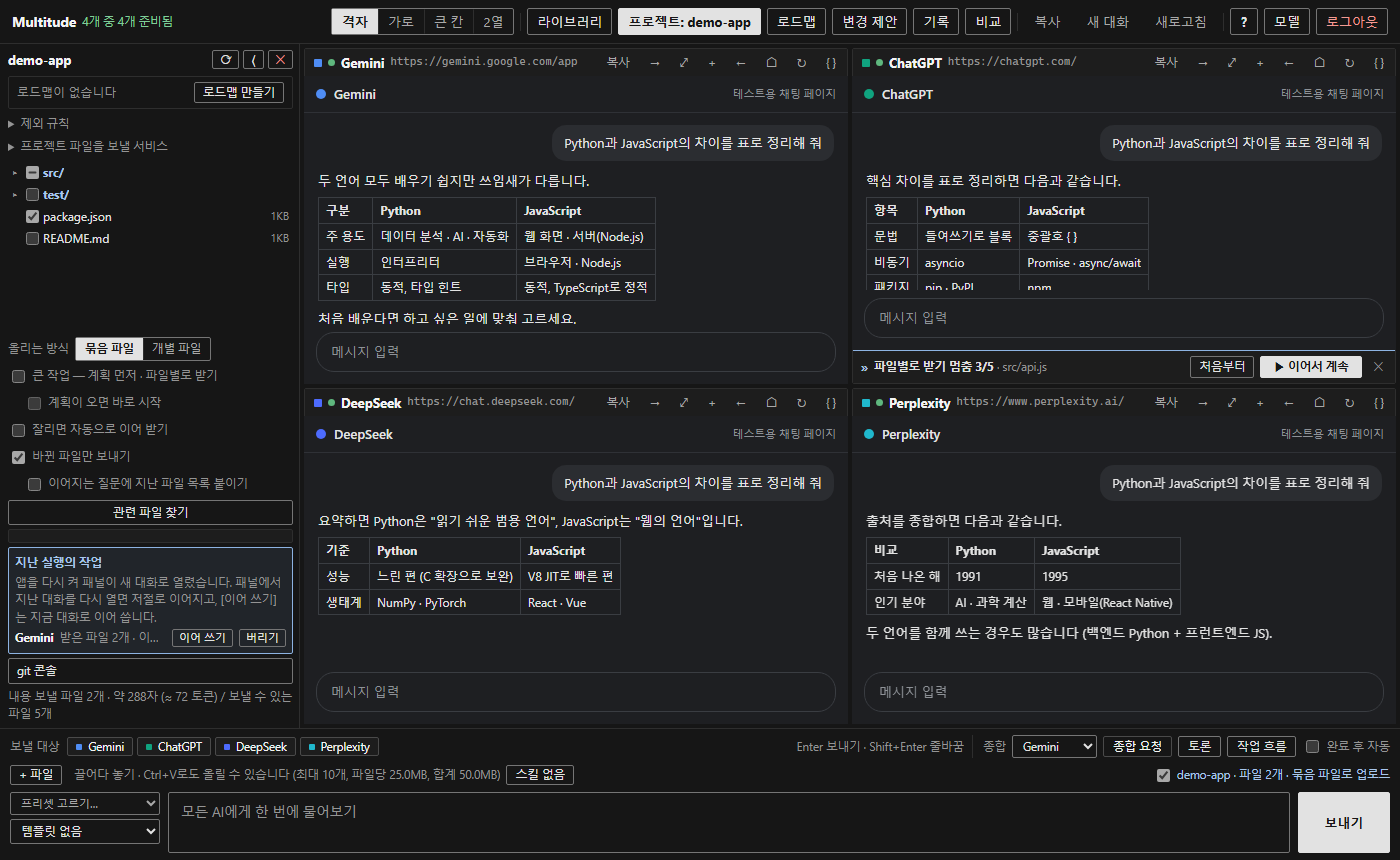 Multitude 4개 중 4개 준비됨
격자 가로 큰 칸 2열 라이브러리 프로젝트: demo-app 로드맵 변경 제안 기록 비교 복사 새 대화 새로고침 ? 모델 로그아웃
demo-app
로드맵이 없습니다 로드맵 만들기
제외 규칙
프로젝트 파일을 보낼 서비스
src/
test/
package.json 1KB
README.md 1KB
올리는 방식 묶음 파일 개별 파일
큰 작업 — 계획 먼저 · 파일별로 받기
계획이 오면 바로 시작
잘리면 자동으로 이어 받기
바뀐 파일만 보내기
이어지는 질문에 지난 파일 목록 붙이기
관련 파일 찾기
지난 실행의 작업
앱을 다시 켜 패널이 새 대화로 열렸습니다. 패널에서
지난 대화를 다시 열면 저절로 이어지고, [이어 쓰기]
는 지금 대화로 이어 씁니다.
Gemini 받은 파일 2개 · 이... 이어 쓰기 버리기
git 콘솔
내용 보낼 파일 2개 · 약 288자 (≈ 72 토큰) / 보낼 수 있는
파일 5개
Gemini https://gemini.google.com/app 복사 → ⤢ + ← ↻ { }
Gemini 테스트용 채팅 페이지
Python과 JavaScript의 차이를 표로 정리해 줘
두 언어 모두 배우기 쉽지만 쓰임새가 다릅니다.
구분 Python JavaScript
주 용도 데이터 분석 · AI · 자동화 웹 화면 · 서버(Node.js)
실행 인터프리터 브라우저 · Node.js
타입 동적, 타입 힌트 동적, TypeScript로 정적
처음 배운다면 하고 싶은 일에 맞춰 고르세요.
메시지 입력
ChatGPT https://chatgpt.com/ 복사 → ⤢ + ← ↻ { }
ChatGPT 테스트용 채팅 페이지
Python과 JavaScript의 차이를 표로 정리해 줘
핵심 차이를 표로 정리하면 다음과 같습니다.
항목 Python JavaScript
문법 들여쓰기로 블록 중괄호 { }
비동기 asyncio Promise · async/await
패키지 pip · PyPI npm
메시지 입력
» 파일별로 받기 멈춤 3/5 · src/api.js 처음부터 ▶ 이어서 계속 ×
DeepSeek https://chat.deepseek.com/ 복사 → ⤢ + ← ↻ { }
DeepSeek 테스트용 채팅 페이지
Python과 JavaScript의 차이를 표로 정리해 줘
요약하면 Python은 "읽기 쉬운 범용 언어", JavaScript는 "웹의 언어"입니다.
기준 Python JavaScript
성능 느린 편 (C 확장으로 보완) V8 JIT로 빠른 편
생태계 NumPy · PyTorch React · Vue
메시지 입력
Perplexity https://www.perplexity.ai/ 복사 → ⤢ + ← ↻ { }
Perplexity 테스트용 채팅 페이지
Python과 JavaScript의 차이를 표로 정리해 줘
출처를 종합하면 다음과 같습니다.
비교 Python JavaScript
처음 나온 해 1991 1995
인기 분야 AI · 과학 계산 웹 · 모바일(React Native)
두 언어를 함께 쓰는 경우도 많습니다 (백엔드 Python + 프런트엔드 JS).
메시지 입력
보낼 대상 Gemini ChatGPT DeepSeek Perplexity Enter 보내기 · Shift+Enter 줄바꿈 종합 Gemini 종합 요청 토론 작업 흐름 완료 후 자동
+ 파일 끌어다 놓기 · Ctrl+V로도 올릴 수 있습니다 (최대 10개, 파일당 25.0MB, 합계 50.0MB) 스킬 없음 demo-app · 파일 2개 · 묶음 파일로 업로드
프리셋 고르기...
템플릿 없음
모든 AI에게 한 번에 물어보기
보내기